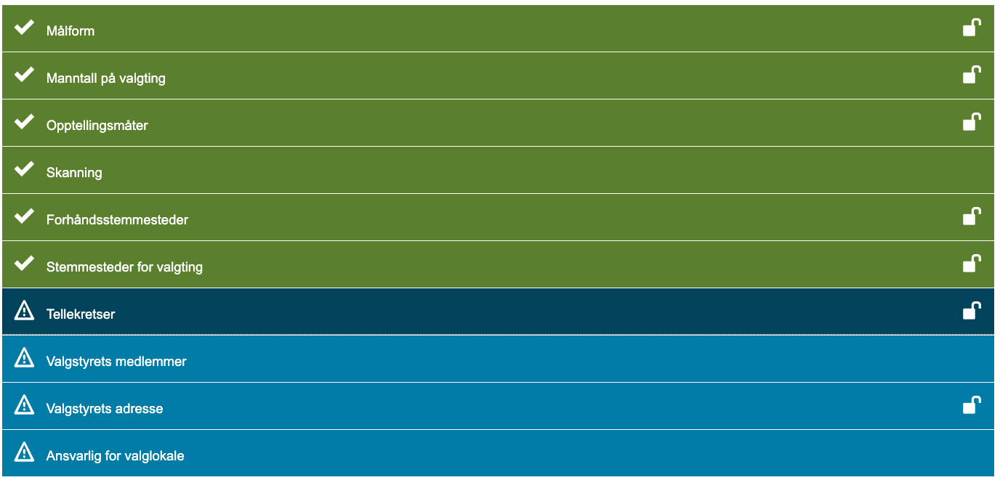 Målform
Manntall på valgting
Opptellingsmåter
Skanning
Forhåndsstemmesteder
Stemmesteder for valgting
Tellekretser
Valgstyrets medlemmer
Valgstyrets adresse
Ansvarlig for valglokale